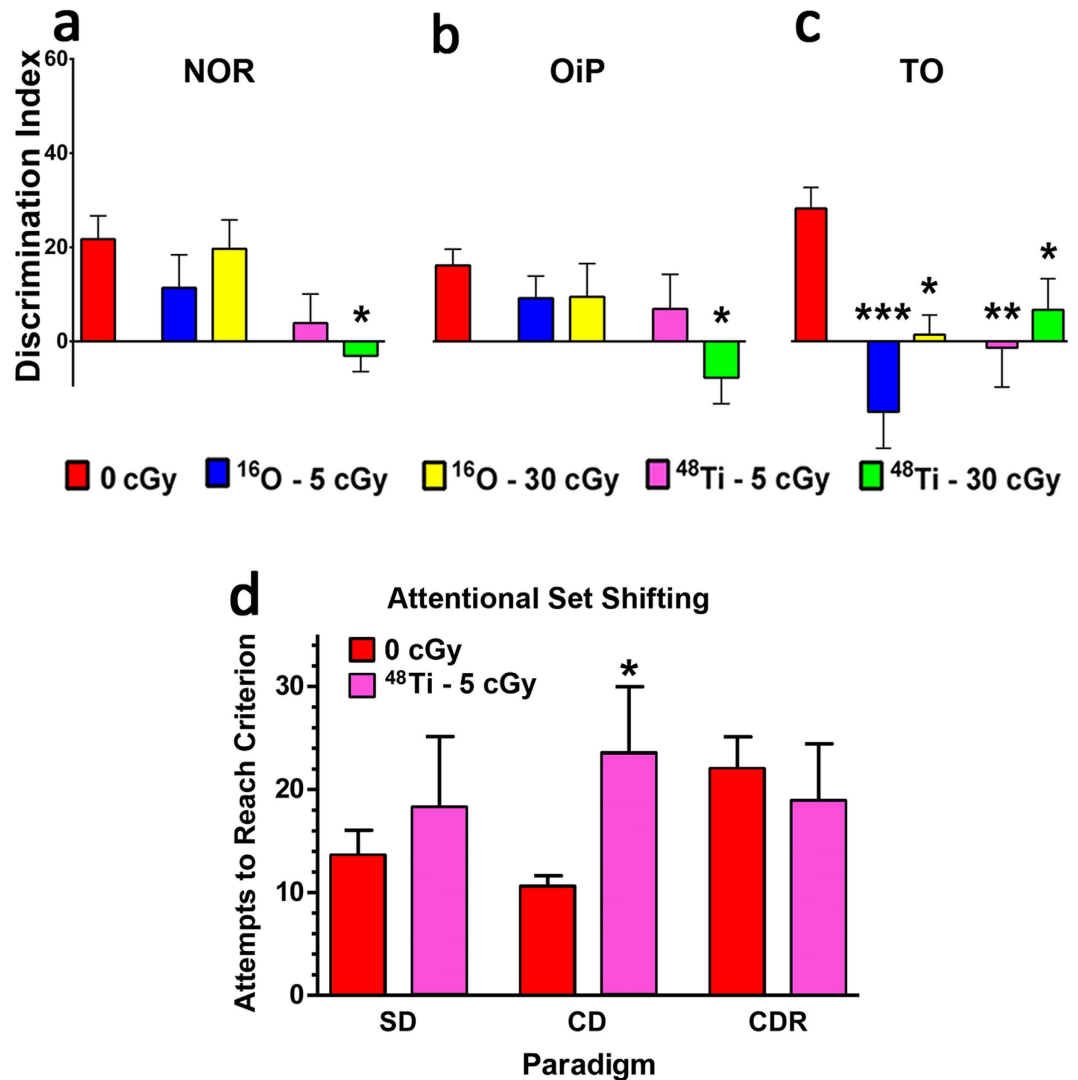 a
b
c
NOR
OiP
TO
Discrimination Index
60
40
20
0
*
*
***
*
**
*
0 cGy
¹⁶O - 5 cGy
¹⁶O - 30 cGy
⁴⁸Ti - 5 cGy
⁴⁸Ti - 30 cGy
d
Attentional Set Shifting
0 cGy
⁴⁸Ti - 5 cGy
*
Attempts to Reach Criterion
30
20
10
0
SD
CD
CDR
Paradigm